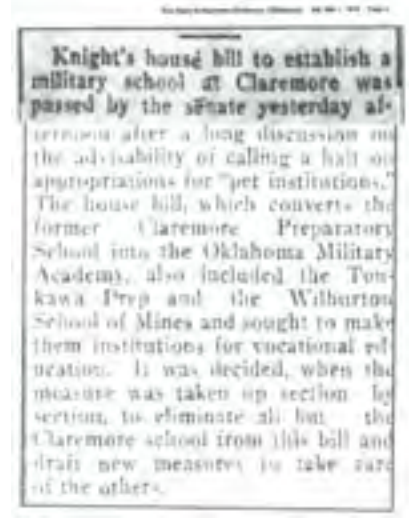 Knight's house bill to establish a
military school at Claremore was
passed by the senate yesterday af-
ternoon after a long discussion on
the advisability of calling a halt on
appropriations for "pet institutions."
The house bill, which converts the
former Claremore Preparatory
School into the Oklahoma Military
Academy, also included the Ton-
kawa Prep and the Wilburton
School of Mines and sought to make
them institutions for vocational ed-
ucation. It was decided, when the
measure was taken up section by
section, to eliminate all but the
Claremore school from this bill and
draft new measures to take care
of the others.